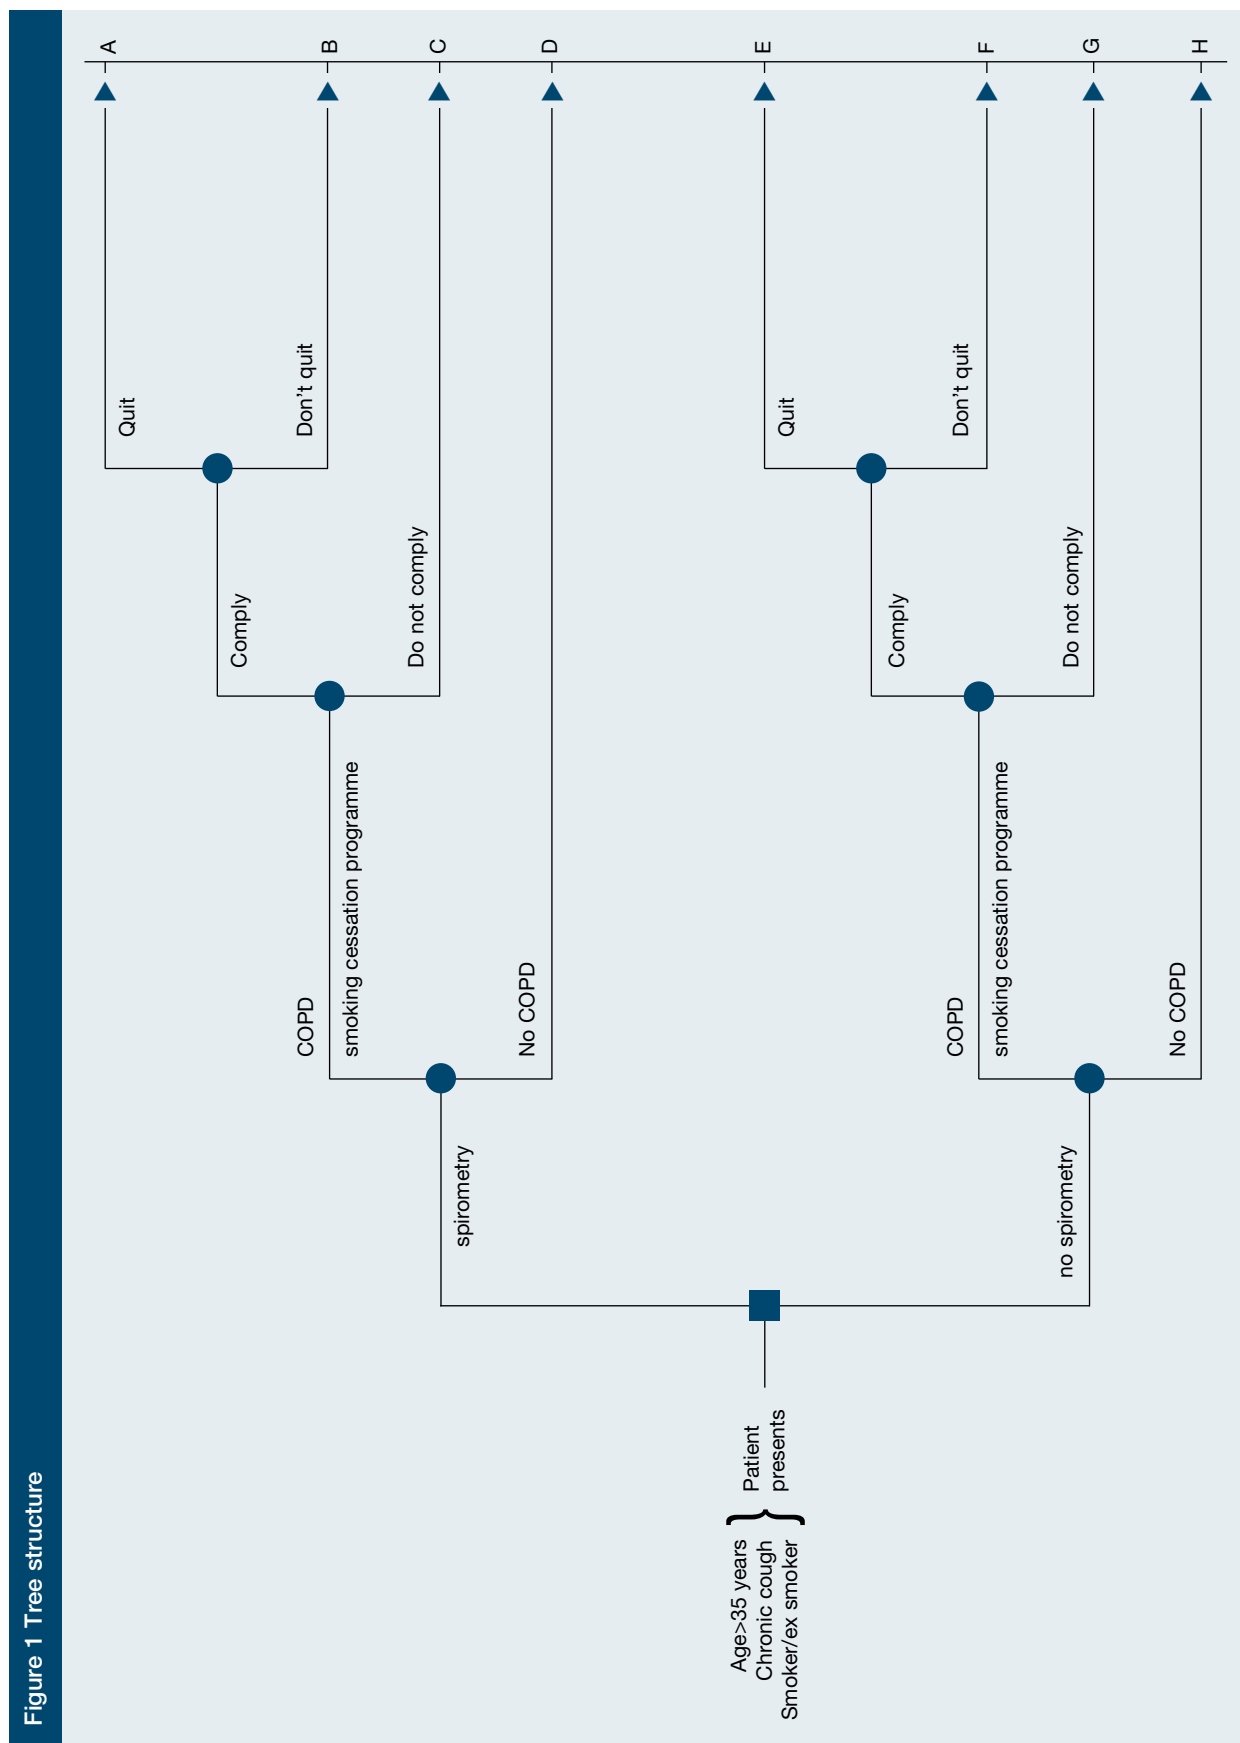 Figure 1 Tree structure
Age>35 years
Chronic cough
Smoker/ex smoker
Patient
presents
spirometry
COPD
smoking cessation programme
Comply
Quit
A
Don't quit
B
Do not comply
C
No COPD
D
no spirometry
COPD
smoking cessation programme
Comply
Quit
E
Don't quit
F
Do not comply
G
No COPD
H